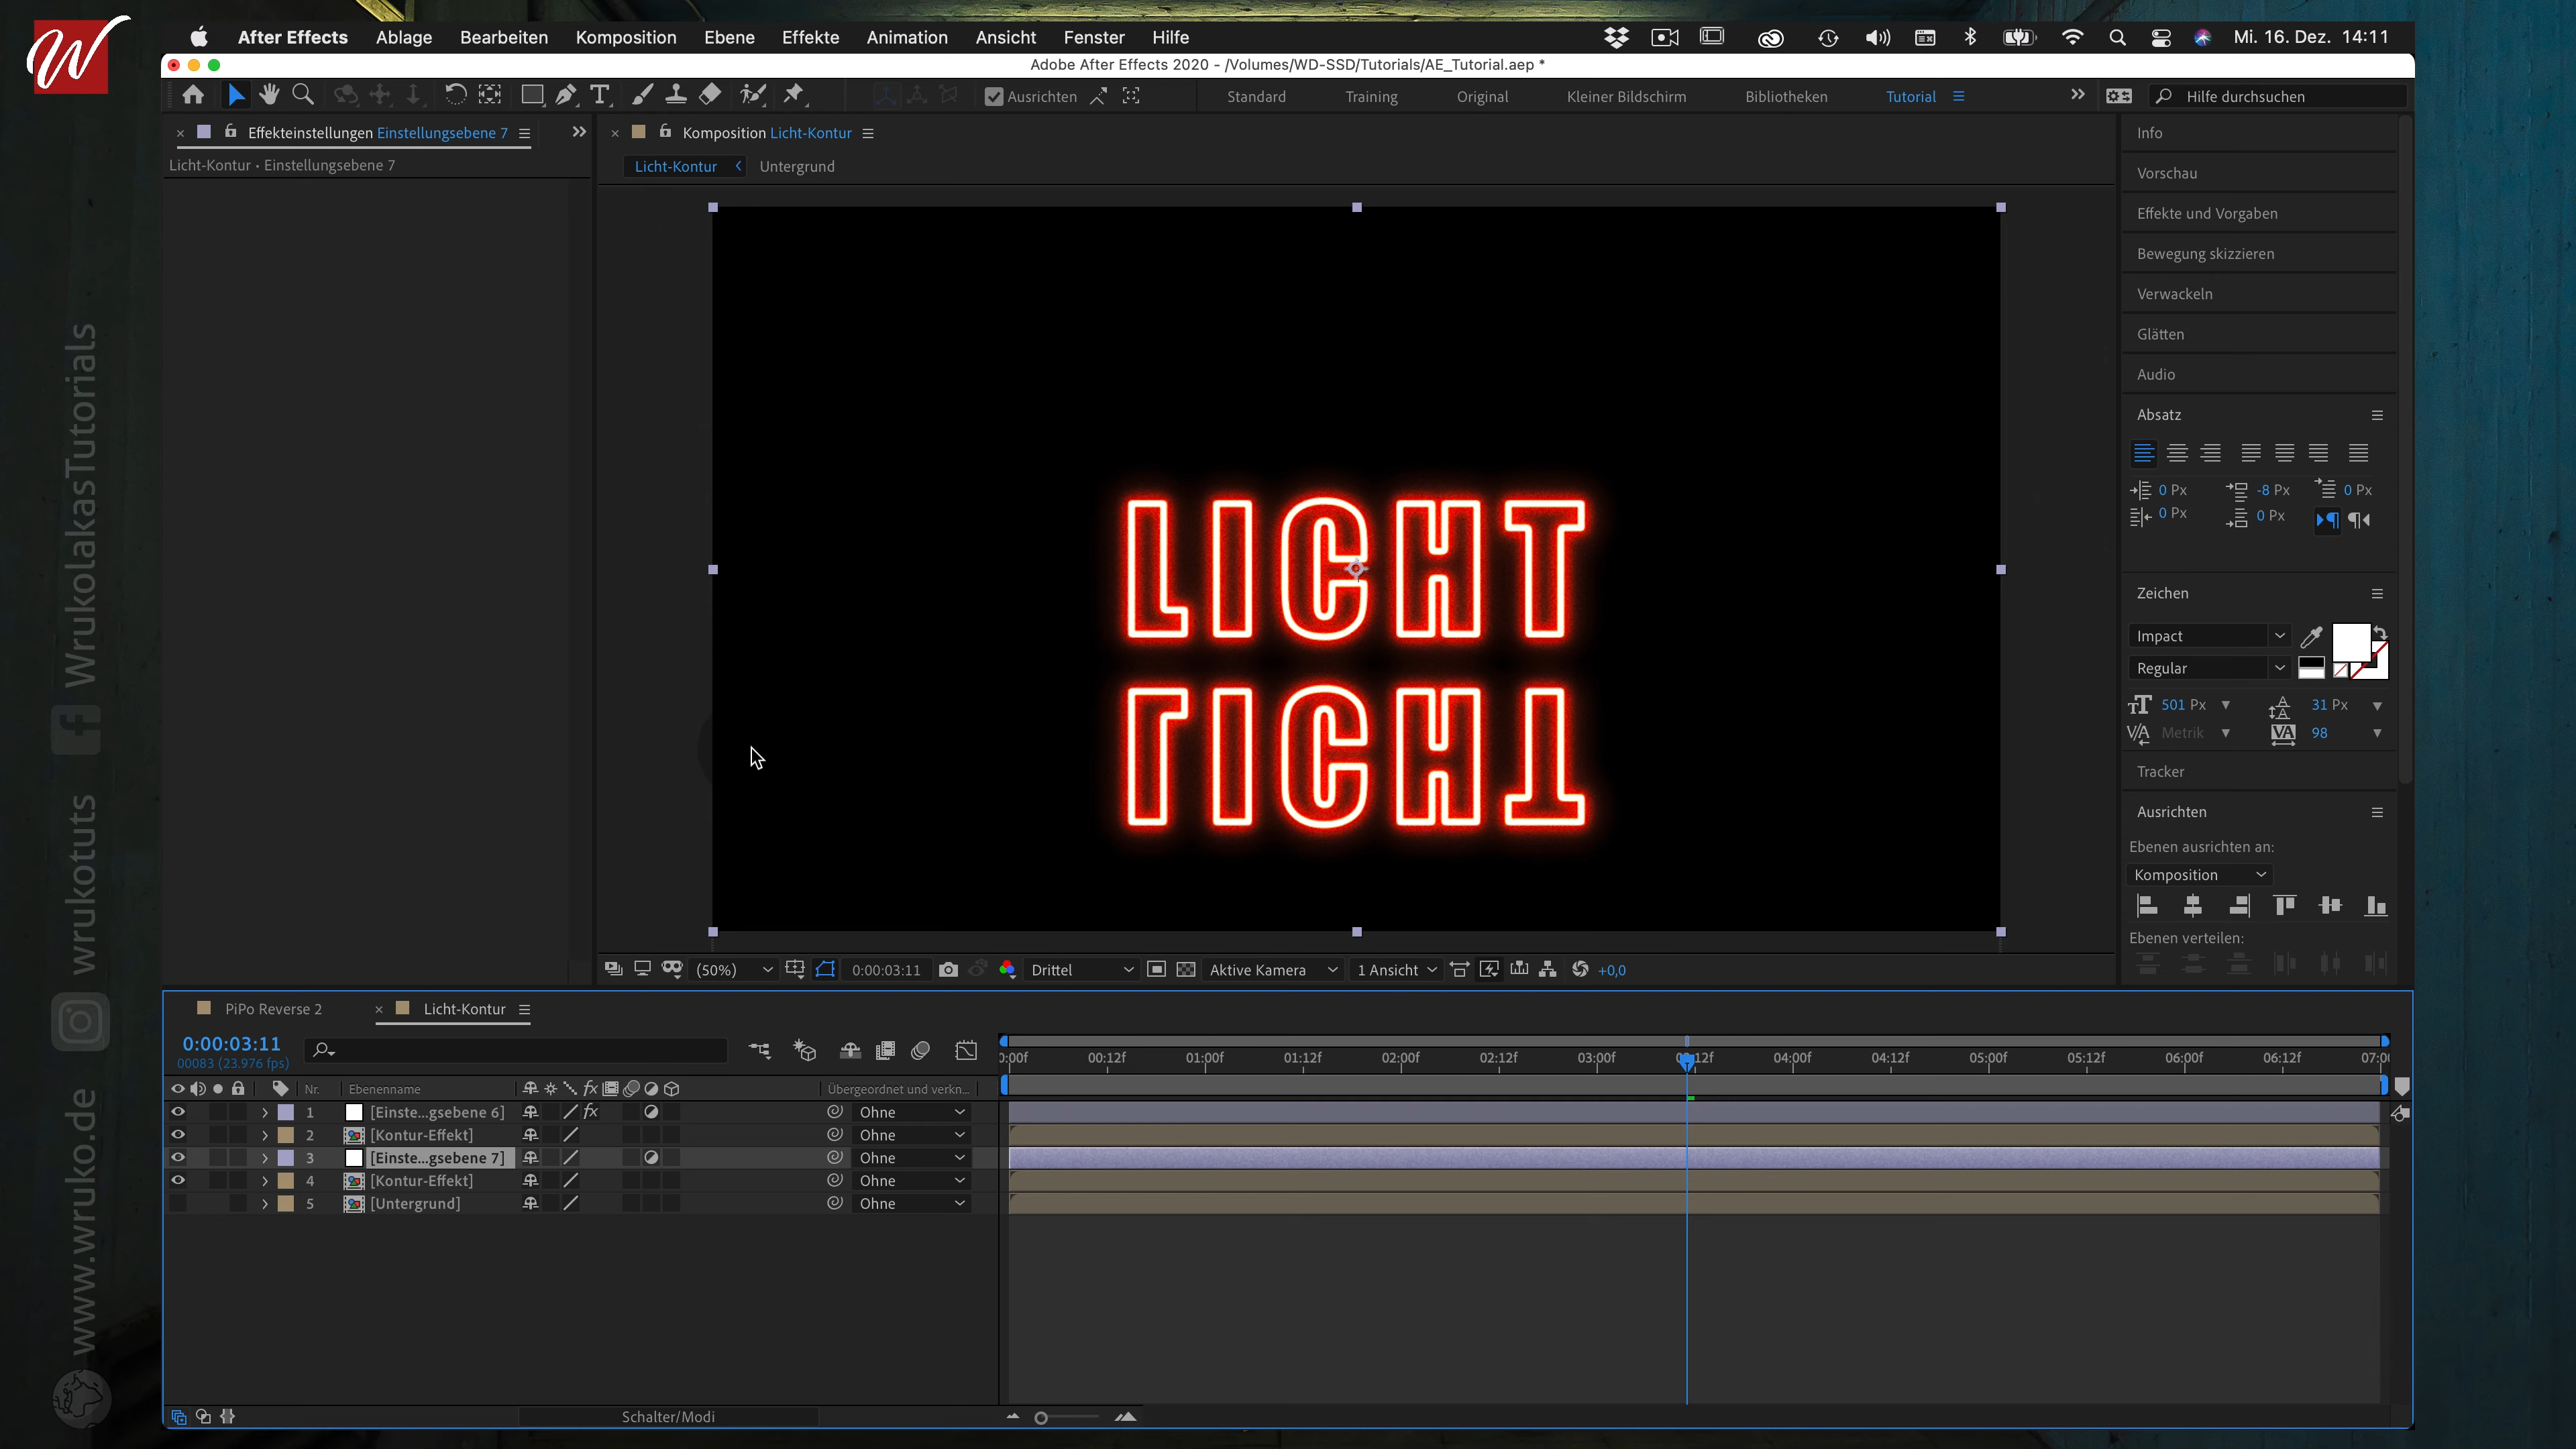 W
After Effects Ablage Bearbeiten Komposition Ebene Effekte Animation Ansicht Fenster Hilfe
Mi. 16. Dez. 14:11
Adobe After Effects 2020 - /Volumes/WD-SSD/Tutorials/AE_Tutorial.aep *
Ausrichten
Standard Training Original Kleiner Bildschirm Bibliotheken Tutorial
Hilfe durchsuchen
Effekteinstellungen Einstellungsebene 7
Licht-Kontur • Einstellungsebene 7
Komposition Licht-Kontur
Licht-Kontur Untergrund
LICHT
LICHT
(50%) 0:00:03:11 Drittel Aktive Kamera 1 Ansicht +0,0
Info
Vorschau
Effekte und Vorgaben
Bewegung skizzieren
Verwackeln
Glätten
Audio
Absatz
0 Px -8 Px 0 Px
0 Px 0 Px
Zeichen
Impact
Regular
501 Px 31 Px
Metrik 98
Tracker
Ausrichten
Ebenen ausrichten an:
Komposition
Ebenen verteilen:
PiPo Reverse 2 Licht-Kontur
0:00:03:11
00083 (23.976 fps)
0:00f 00:12f 01:00f 01:12f 02:00f 02:12f 03:00f 12f 04:00f 04:12f 05:00f 05:12f 06:00f 06:12f 07:0
Nr. Ebenenname Übergeordnet und verkn...
1 [Einste...gsebene 6] fx Ohne
2 [Kontur-Effekt] Ohne
3 [Einste...gsebene 7] Ohne
4 [Kontur-Effekt] Ohne
5 [Untergrund] Ohne
Schalter/Modi
WrukolakasTutorials
wrukotuts
www.wruko.de